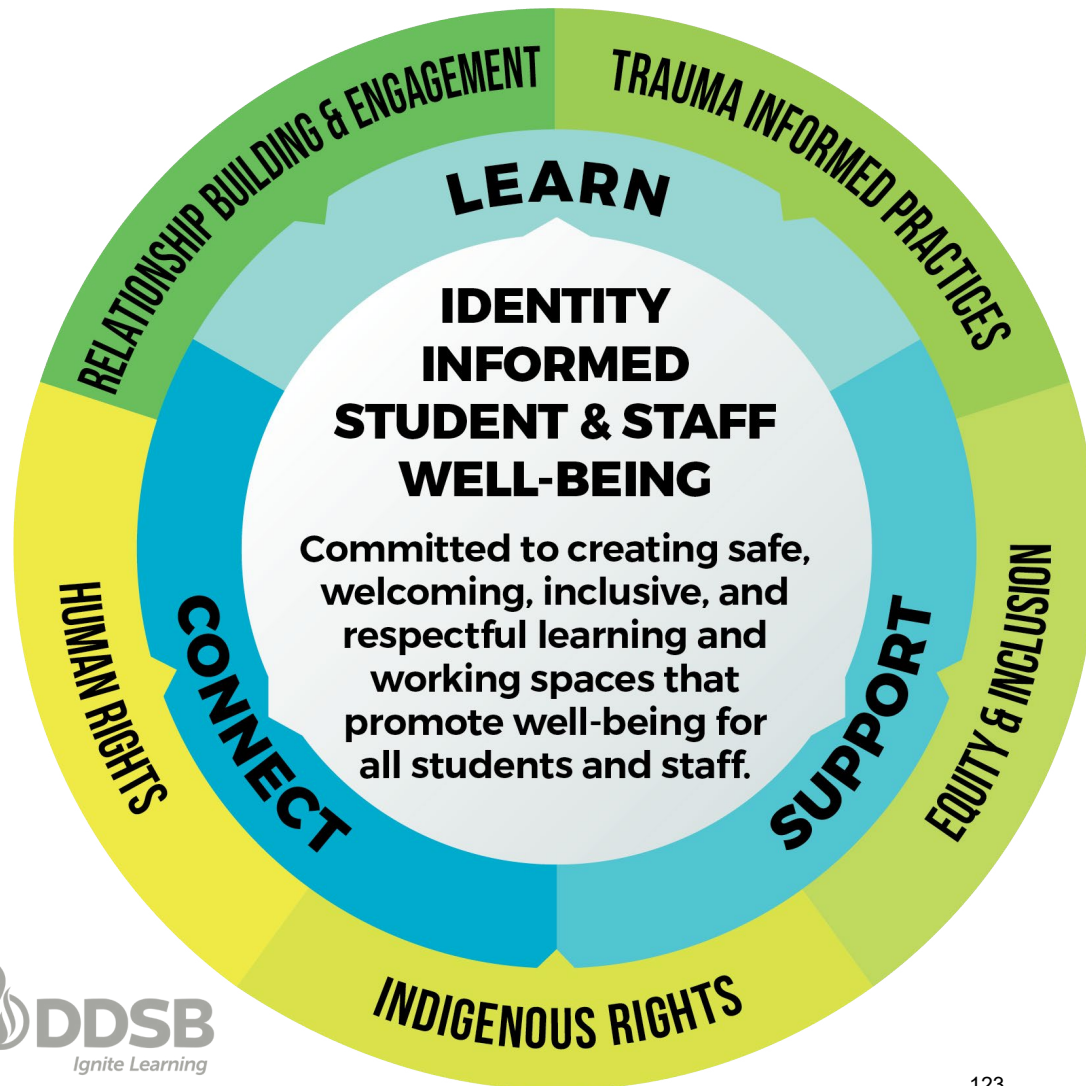 RELATIONSHIP BUILDING & ENGAGEMENT
TRAUMA INFORMED PRACTICES
LEARN
IDENTITY
INFORMED
STUDENT & STAFF
WELL-BEING
Committed to creating safe,
welcoming, inclusive, and
respectful learning and
working spaces that
promote well-being for
all students and staff.
HUMAN RIGHTS
CONNECT
SUPPORT
EQUITY & INCLUSION
INDIGENOUS RIGHTS
DDSB
Ignite Learning
123